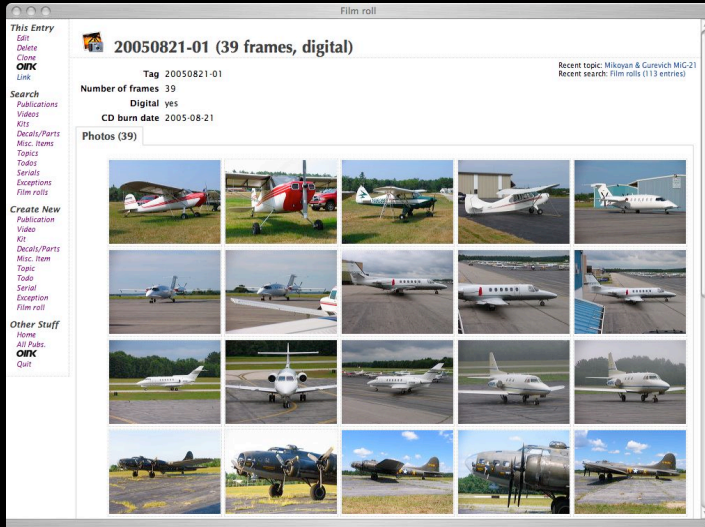 Film roll
This Entry
Edit
Delete
Clone
OINK
Link
Search
Publications
Videos
Kits
Decals/Parts
Misc. Items
Topics
Todos
Serials
Exceptions
Film rolls
Create New
Publication
Video
Kit
Decals/Parts
Misc. Item
Topic
Todo
Serial
Exception
Film roll
Other Stuff
Home
All Pubs.
OINK
Quit
20050821-01 (39 frames, digital)
Recent topic: Mikoyan & Gurevich MiG-21
Recent search: Film rolls (113 entries)
Tag 20050821-01
Number of frames 39
Digital yes
CD burn date 2005-08-21
Photos (39)